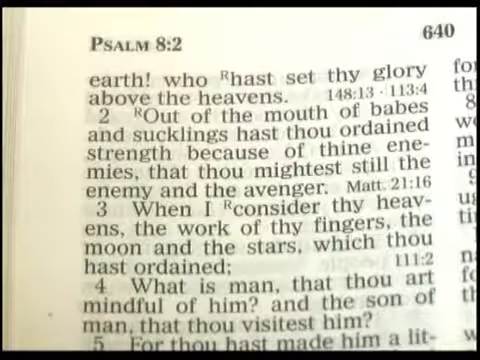 PSALM 8:2
640
earth! who ᴿhast set thy glory
above the heavens. 148:13 · 113:4
2 ᴿOut of the mouth of babes
and sucklings hast thou ordained
strength because of thine ene-
mies, that thou mightest still the
enemy and the avenger. Matt. 21:16
3 When I ᴿconsider thy heav-
ens, the work of thy fingers, the
moon and the stars, which thou
hast ordained; 111:2
4 What is man, that thou art
mindful of him? and the son of
man, that thou visitest him?
5 For thou hast made him a lit-